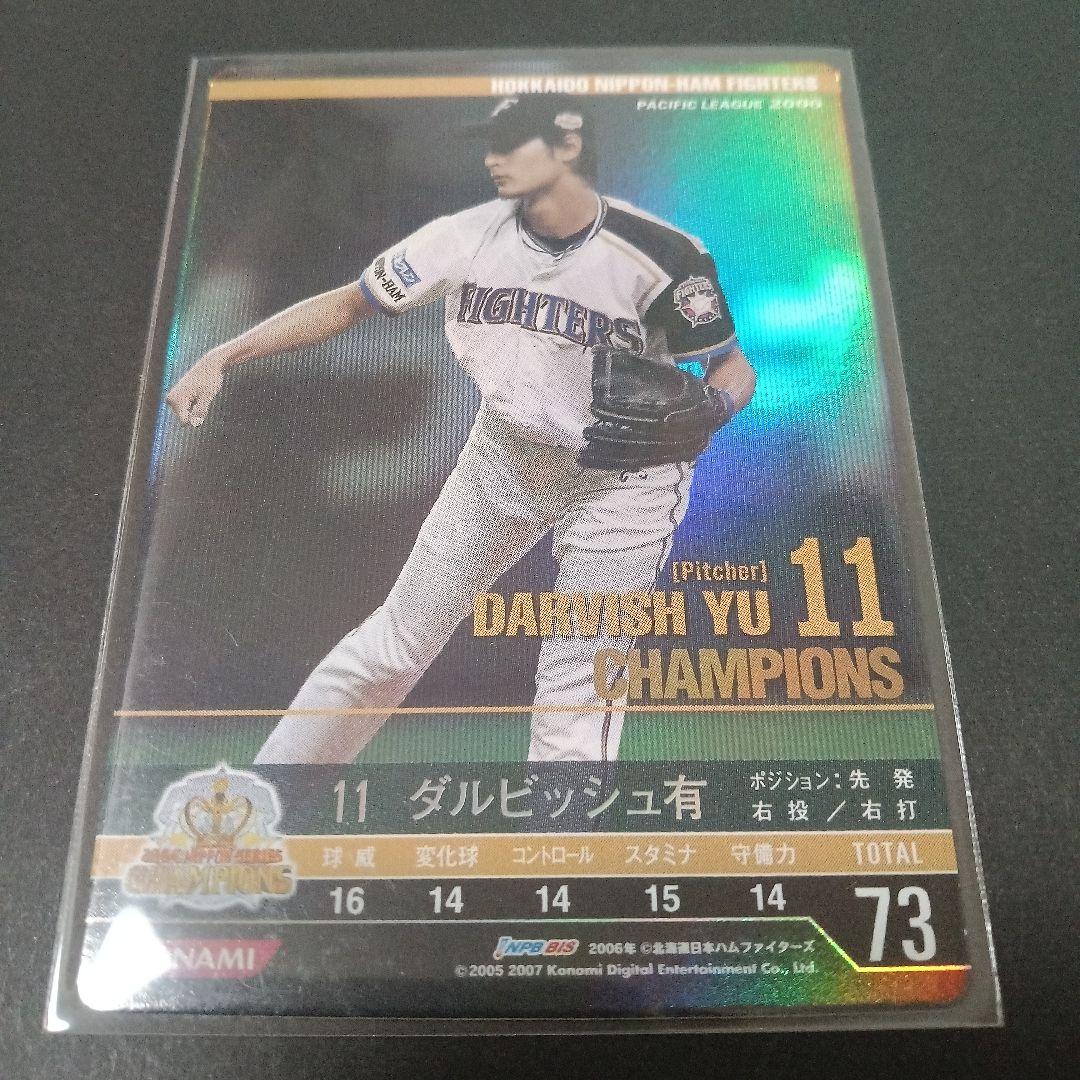 HOKKAIDO NIPPON-HAM FIGHTERS
PACIFIC LEAGUE 2006
F
NIPPON-HAM
FIGHTERS
FIGHTERS
[Pitcher]
DARVISH YU 11
CHAMPIONS
11 ダルビッシュ有
ポジション:先発
右投/右打
CHAMPIONS
球威 変化球 コントロール スタミナ 守備力 TOTAL
16 14 14 15 14 73
KONAMI
NPB BIS 2006年 ©北海道日本ハムファイターズ
©2005 2007 Konami Digital Entertainment Co., Ltd.